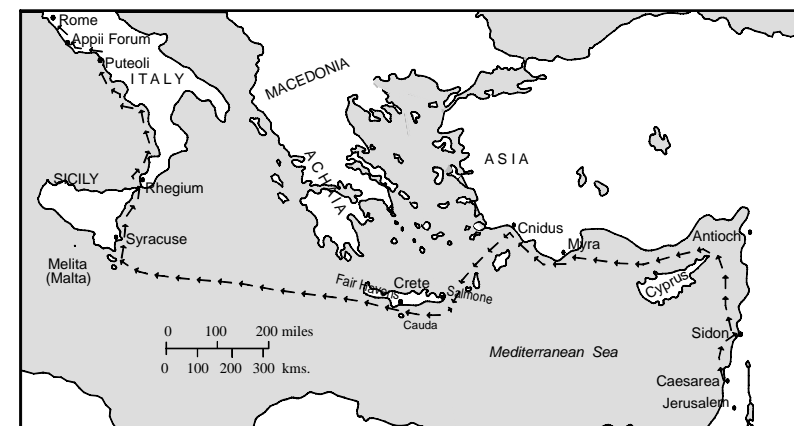 Rome
Appii Forum
Puteoli
ITALY
MACEDONIA
ACHAIA
ASIA
SICILY
Rhegium
Syracuse
Melita
(Malta)
Cnidus
Myra
Antioch
Fair Havens
Crete
Salmone
Cauda
Cyprus
Sidon
Mediterranean Sea
Caesarea
Jerusalem
0 100 200 miles
0 100 200 300 kms.